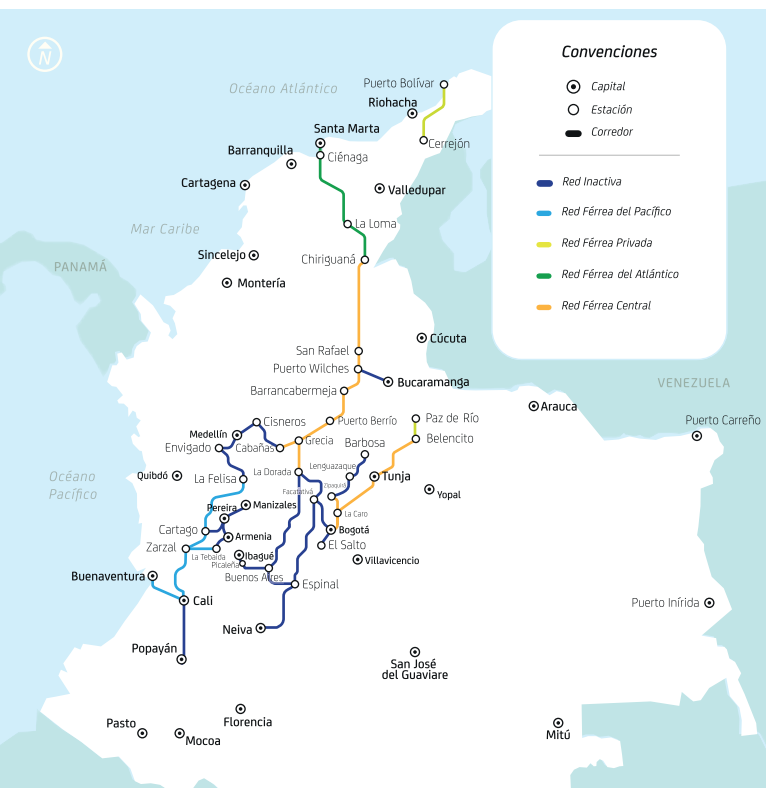 N
Océano Atlántico
Puerto Bolívar
Riohacha
Santa Marta
Ciénaga
Cerrejón
Barranquilla
Cartagena
Valledupar
La Loma
Mar Caribe
Sincelejo
Chiriguaná
PANAMÁ
Montería
San Rafael
Cúcuta
Puerto Wilches
Bucaramanga
Barrancabermeja
VENEZUELA
Arauca
Puerto Carreño
Cisneros
Puerto Berrío
Paz de Río
Medellín
Grecia
Barbosa
Belencito
Envigado
Cabañas
Lenguazaque
La Dorada
Quibdó
La Felisa
Tunja
Océano
Pacífico
Facatativá
Zipaquirá
Yopal
Pereira
Manizales
La Caro
Cartago
Armenia
Bogotá
Zarzal
La Tebaida
Ibagué
El Salto
Picaleña
Villavicencio
Buenaventura
Buenos Aires
Espinal
Cali
Puerto Inírida
Neiva
Popayán
San José
del Guaviare
Pasto
Florencia
Mocoa
Mitú
Convenciones
Capital
Estación
Corredor
Red Inactiva
Red Férrea del Pacífico
Red Férrea Privada
Red Férrea del Atlántico
Red Férrea Central